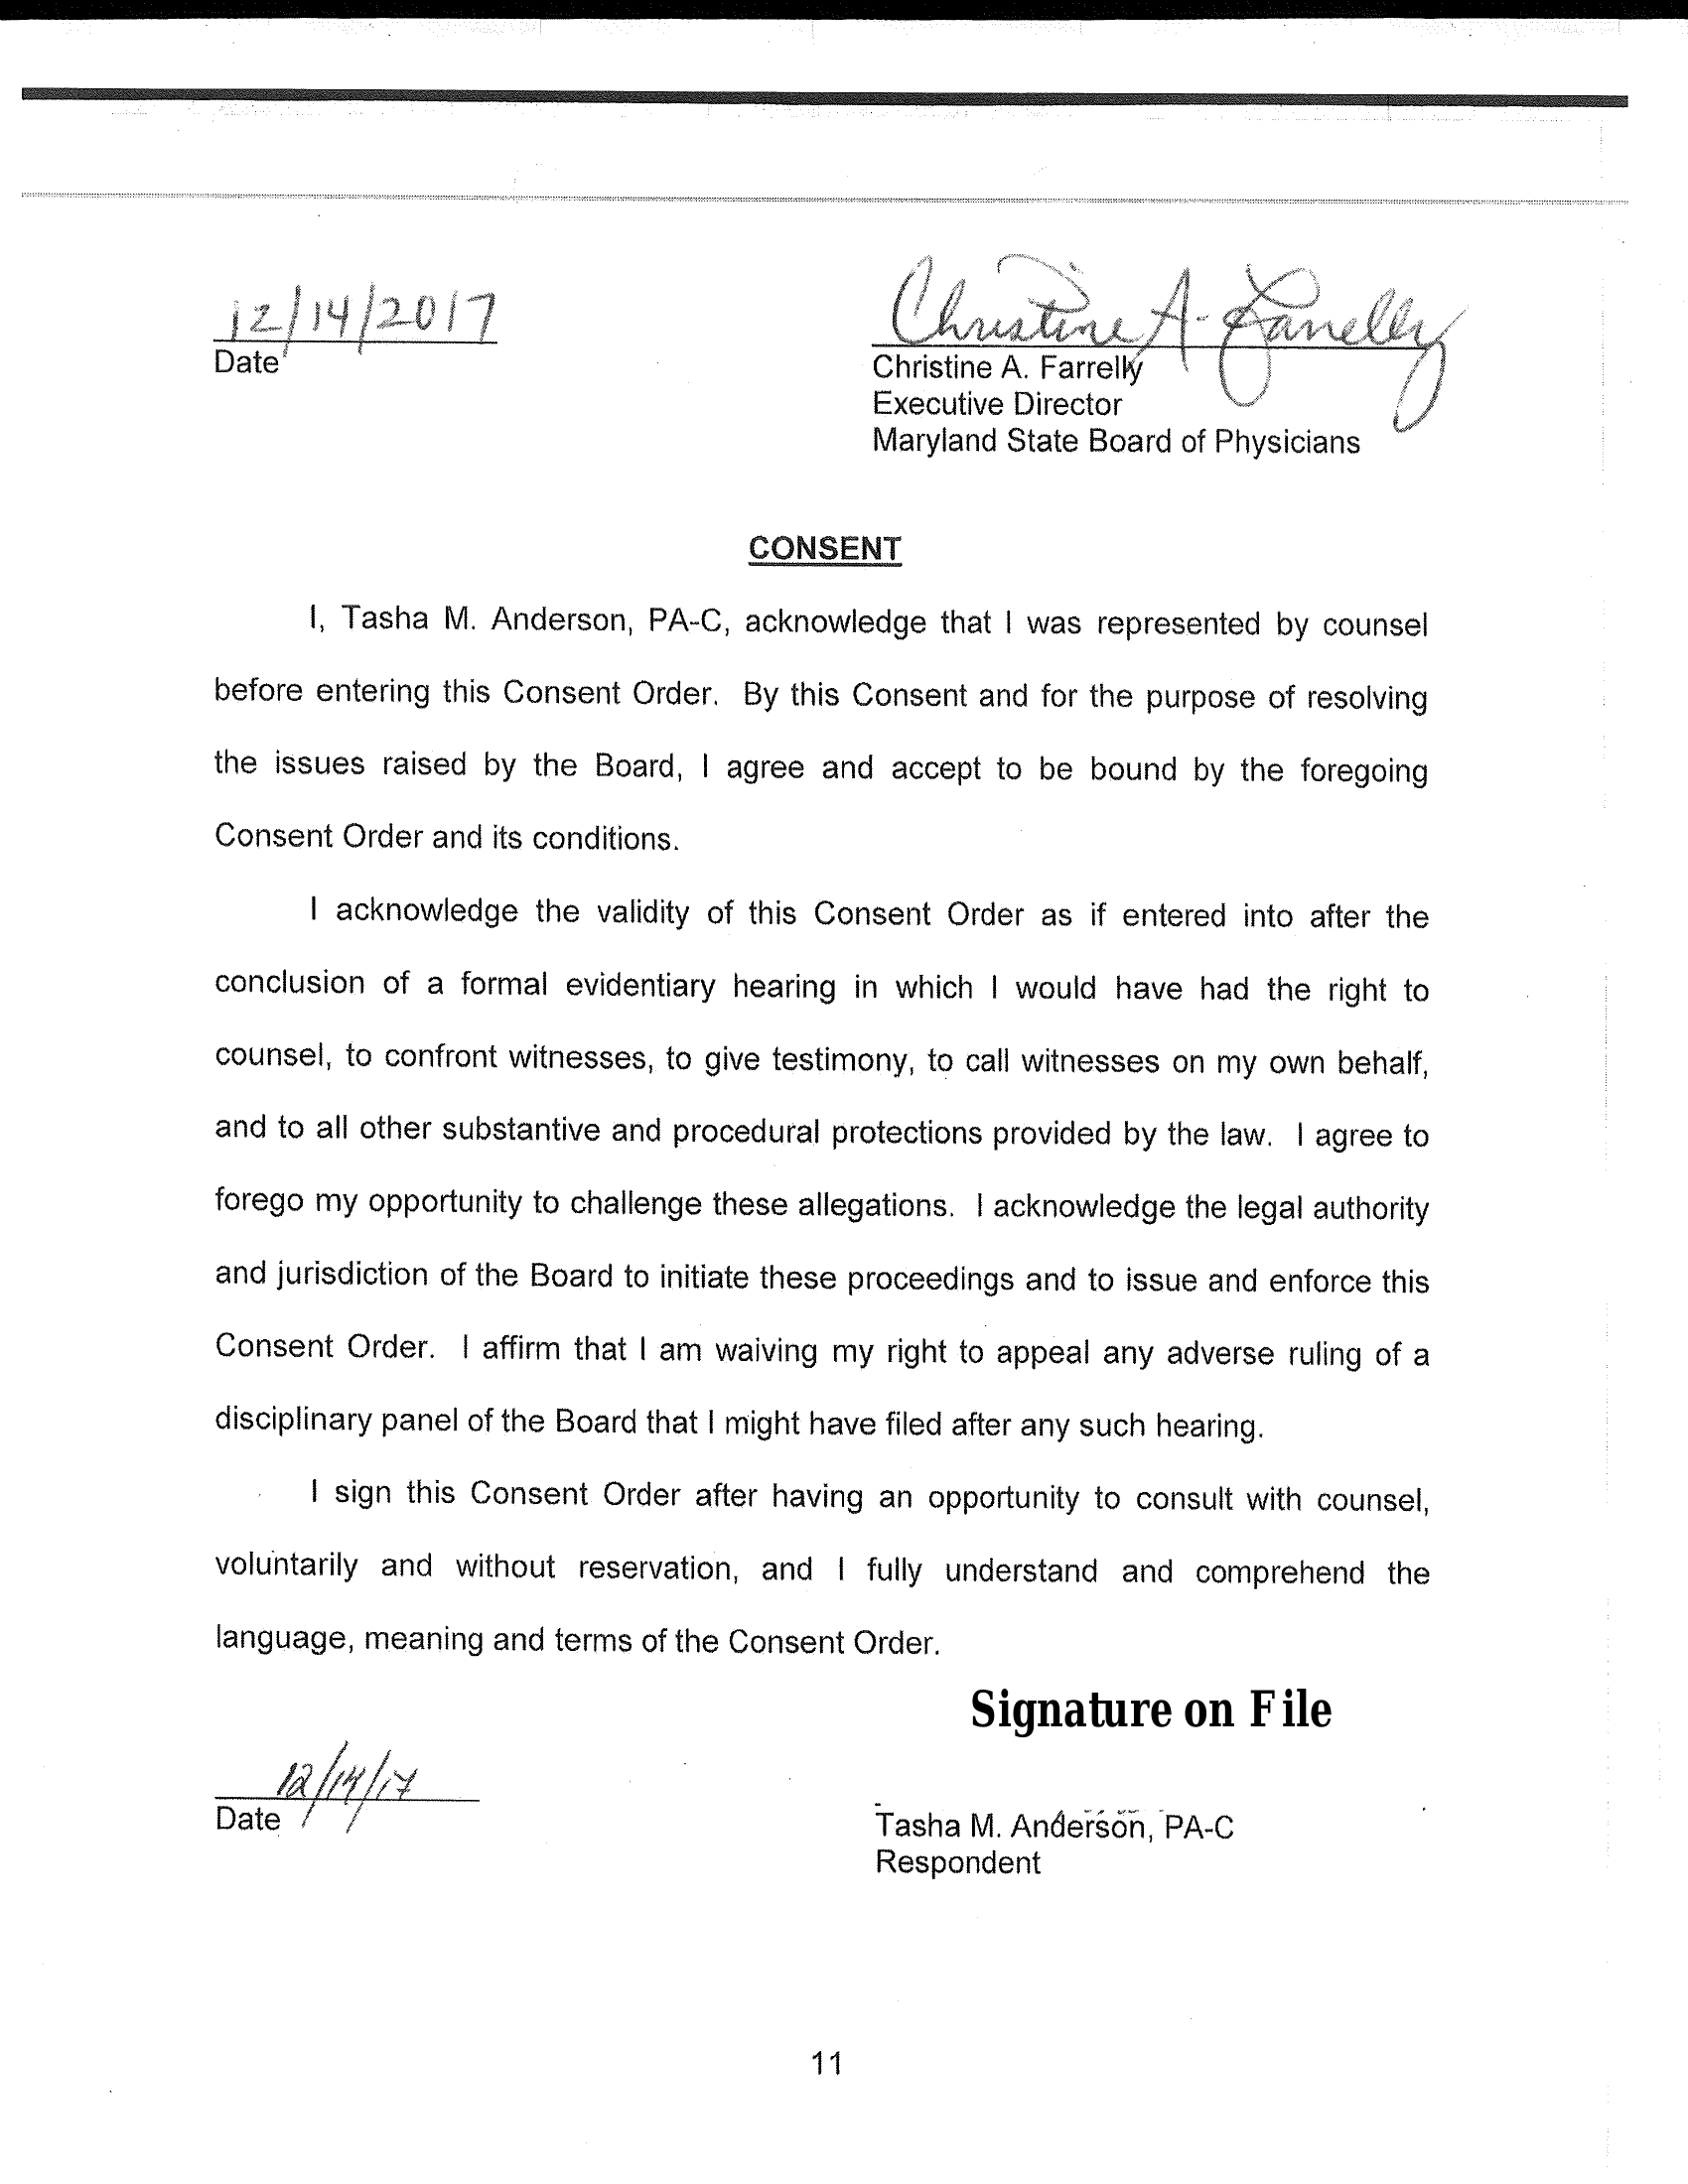 12/14/2017
Date
Christine A. Farrelly
Christine A. Farrelly
Executive Director
Maryland State Board of Physicians
CONSENT
I, Tasha M. Anderson, PA-C, acknowledge that I was represented by counsel
before entering this Consent Order. By this Consent and for the purpose of resolving
the issues raised by the Board, I agree and accept to be bound by the foregoing
Consent Order and its conditions.
I acknowledge the validity of this Consent Order as if entered into after the
conclusion of a formal evidentiary hearing in which I would have had the right to
counsel, to confront witnesses, to give testimony, to call witnesses on my own behalf,
and to all other substantive and procedural protections provided by the law. I agree to
forego my opportunity to challenge these allegations. I acknowledge the legal authority
and jurisdiction of the Board to initiate these proceedings and to issue and enforce this
Consent Order. I affirm that I am waiving my right to appeal any adverse ruling of a
disciplinary panel of the Board that I might have filed after any such hearing.
I sign this Consent Order after having an opportunity to consult with counsel,
voluntarily and without reservation, and I fully understand and comprehend the
language, meaning and terms of the Consent Order.
Signature on File
12/14/17
Date
Tasha M. Anderson, PA-C
Respondent
11